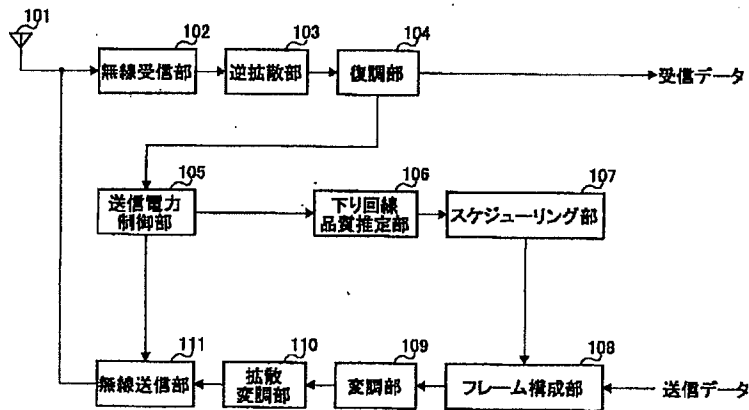 101
102
103
104
無線受信部
逆拡散部
復調部
受信データ
105
106
107
送信電力
制御部
下り回線
品質推定部
スケジューリング部
111
110
109
108
無線送信部
拡散
変調部
変調部
フレーム構成部
送信データ